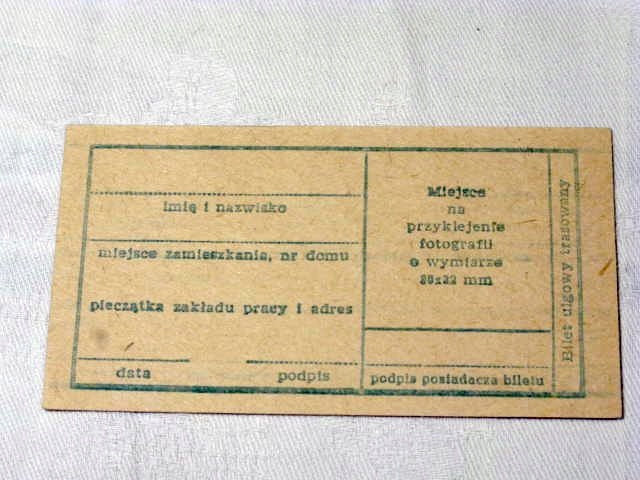 imię i nazwisko
miejsce zamieszkania, nr domu
pieczątka zakładu pracy i adres
data podpis
Miejsce
na
przyklejenie
fotografii
o wymiarze
mm
podpis posiadacza biletu
Bilet ulgowy trasowany